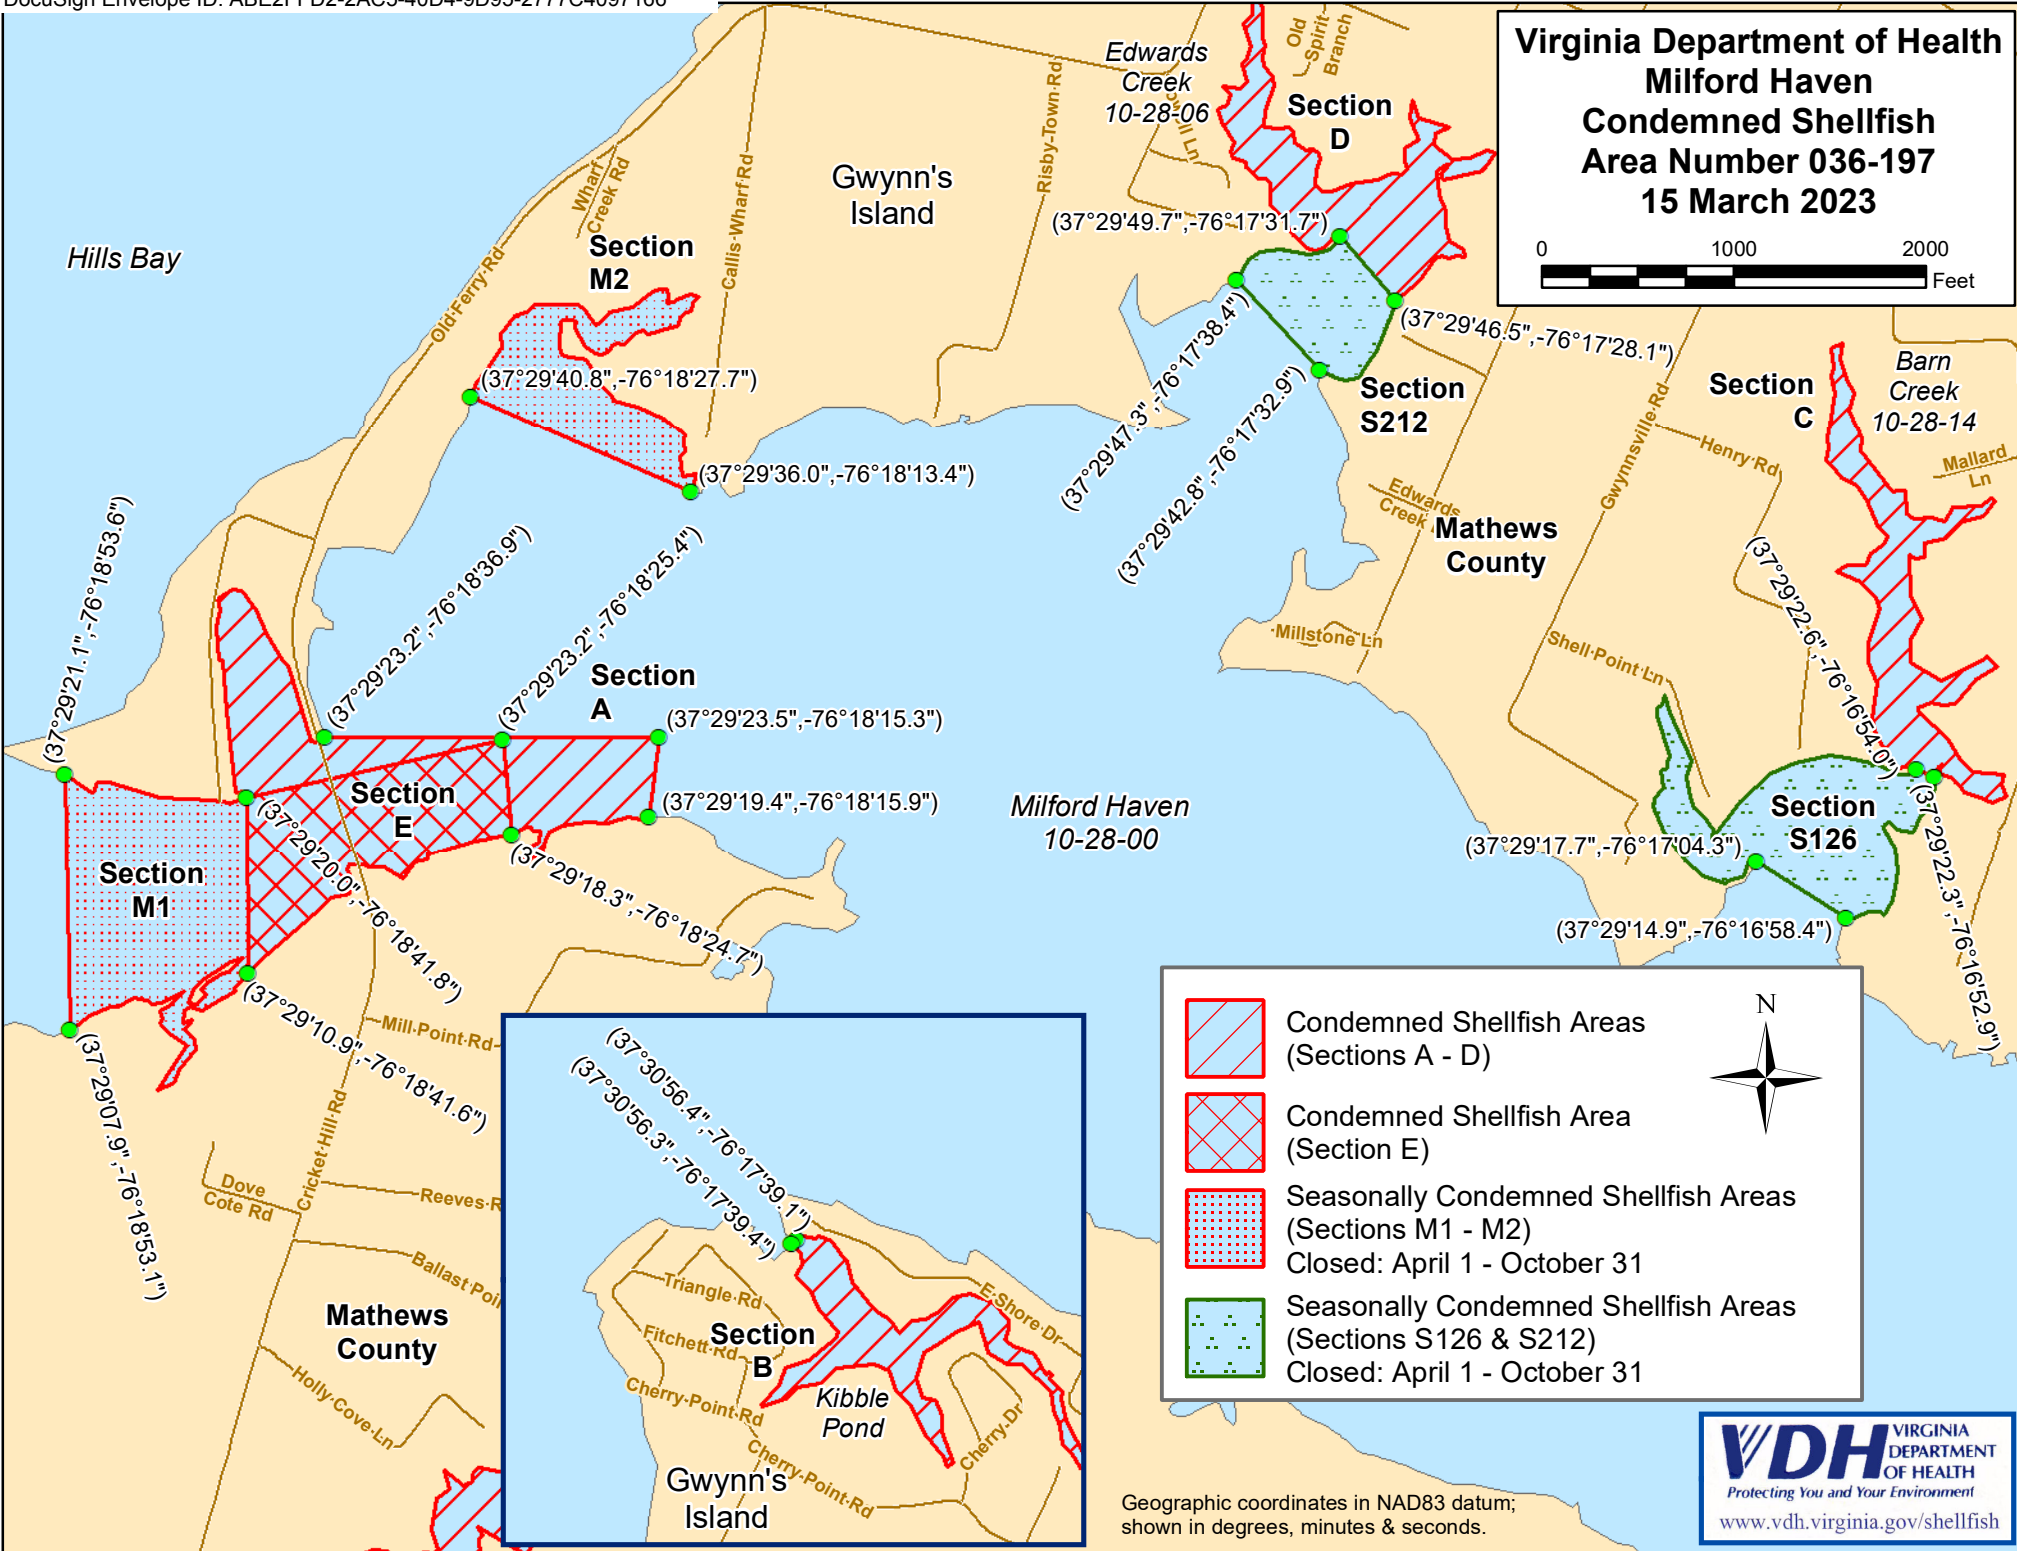 Virginia Department of Health
Milford Haven
Condemned Shellfish
Area Number 036-197
15 March 2023
0 1000 2000
Feet
Edwards
Creek
10-28-06
Old
Spirit
Branch
Section
D
Risby-Town Rd
Gwynn's
Island
Wharf
Creek Rd
Callis-Wharf Rd
Old Ferry Rd
Hills Bay
Section
M2
(37°29'49.7",-76°17'31.7")
(37°29'47.3",-76°17'38.4")
(37°29'46.5",-76°17'28.1")
(37°29'42.8",-76°17'32.9")
Section
S212
(37°29'40.8",-76°18'27.7")
(37°29'36.0",-76°18'13.4")
Section
C
Barn
Creek
10-28-14
Mallard
Ln
Henry Rd
Gwynnsville Rd
Edwards
Creek
Mathews
County
Millstone Ln
Shell Point Ln
(37°29'21.1",-76°18'53.6")
(37°29'23.2",-76°18'36.9")
(37°29'23.2",-76°18'25.4")
Section
A
(37°29'23.5",-76°18'15.3")
(37°29'19.4",-76°18'15.9")
Section
E
Section
M1
(37°29'20.0",-76°18'41.8")
(37°29'18.3",-76°18'24.7")
(37°29'10.9",-76°18'41.6")
(37°29'07.9",-76°18'53.1")
Milford Haven
10-28-00
(37°29'22.6",-76°16'54.0")
(37°29'22.3",-76°16'52.9")
Section
S126
(37°29'17.7",-76°17'04.3")
(37°29'14.9",-76°16'58.4")
Mill Point Rd
Cricket Hill Rd
Dove
Cote Rd
Reeves
Ballast
Mathews
County
Holly Cove Ln
(37°30'56.4",-76°17'39.1")
(37°30'56.3",-76°17'39.4")
Triangle Rd
Fitchett Rd
Section
B
E Shore Dr
Cherry Point Rd
Kibble
Pond
Cherry Dr
Cherry Point Rd
Gwynn's
Island
N
Condemned Shellfish Areas
(Sections A - D)
Condemned Shellfish Area
(Section E)
Seasonally Condemned Shellfish Areas
(Sections M1 - M2)
Closed: April 1 - October 31
Seasonally Condemned Shellfish Areas
(Sections S126 & S212)
Closed: April 1 - October 31
Geographic coordinates in NAD83 datum;
shown in degrees, minutes & seconds.
VDH VIRGINIA
DEPARTMENT
OF HEALTH
Protecting You and Your Environment
www.vdh.virginia.gov/shellfish